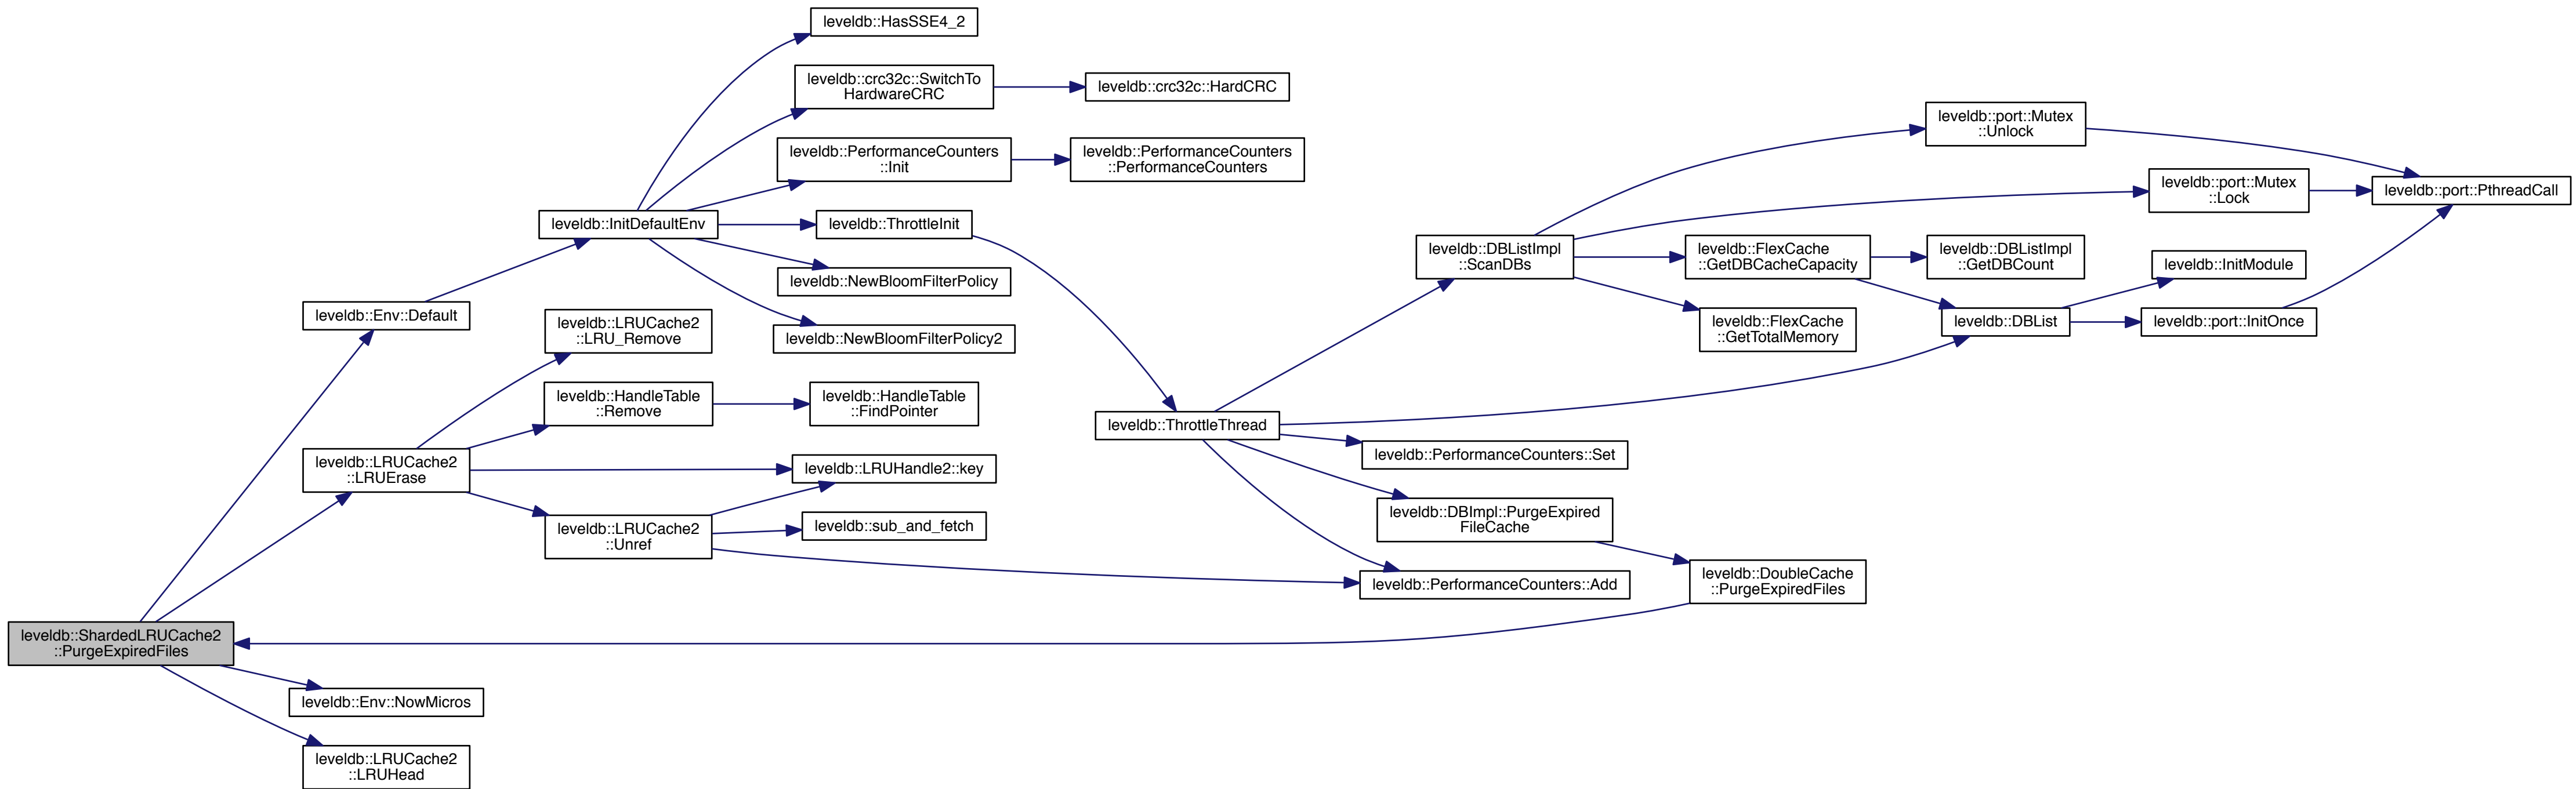 leveldb::HasSSE4_2
leveldb::crc32c::SwitchTo
HardwareCRC
leveldb::crc32c::HardCRC
leveldb::PerformanceCounters
::Init
leveldb::PerformanceCounters
::PerformanceCounters
leveldb::InitDefaultEnv
leveldb::ThrottleInit
leveldb::NewBloomFilterPolicy
leveldb::NewBloomFilterPolicy2
leveldb::Env::Default
leveldb::LRUCache2
::LRU_Remove
leveldb::HandleTable
::Remove
leveldb::HandleTable
::FindPointer
leveldb::LRUCache2
::LRUErase
leveldb::LRUHandle2::key
leveldb::LRUCache2
::Unref
leveldb::sub_and_fetch
leveldb::ShardedLRUCache2
::PurgeExpiredFiles
leveldb::Env::NowMicros
leveldb::LRUCache2
::LRUHead
leveldb::ThrottleThread
leveldb::DBListImpl
::ScanDBs
leveldb::PerformanceCounters::Set
leveldb::DBImpl::PurgeExpired
FileCache
leveldb::PerformanceCounters::Add
leveldb::DoubleCache
::PurgeExpiredFiles
leveldb::port::Mutex
::Unlock
leveldb::port::Mutex
::Lock
leveldb::port::PthreadCall
leveldb::FlexCache
::GetDBCacheCapacity
leveldb::DBListImpl
::GetDBCount
leveldb::FlexCache
::GetTotalMemory
leveldb::DBList
leveldb::InitModule
leveldb::port::InitOnce